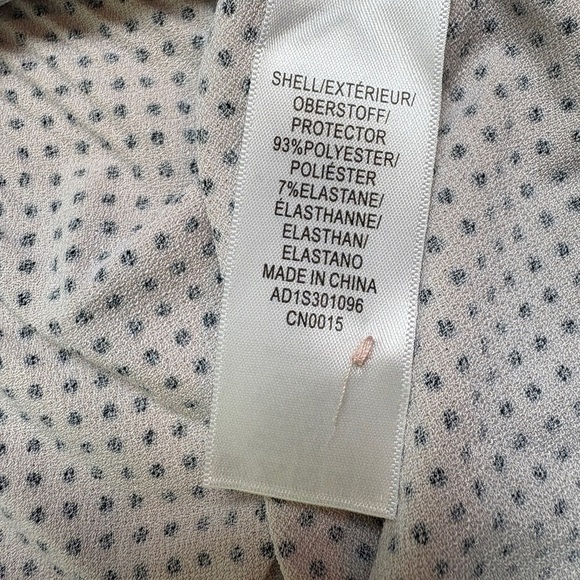 SHELL/EXTÉRIEUR/
OBERSTOFF/
PROTECTOR
93%POLYESTER/
POLIÉSTER
7%ELASTANE/
ÉLASTHANNE/
ELASTHAN/
ELASTANO
MADE IN CHINA
AD1S301096
CN0015